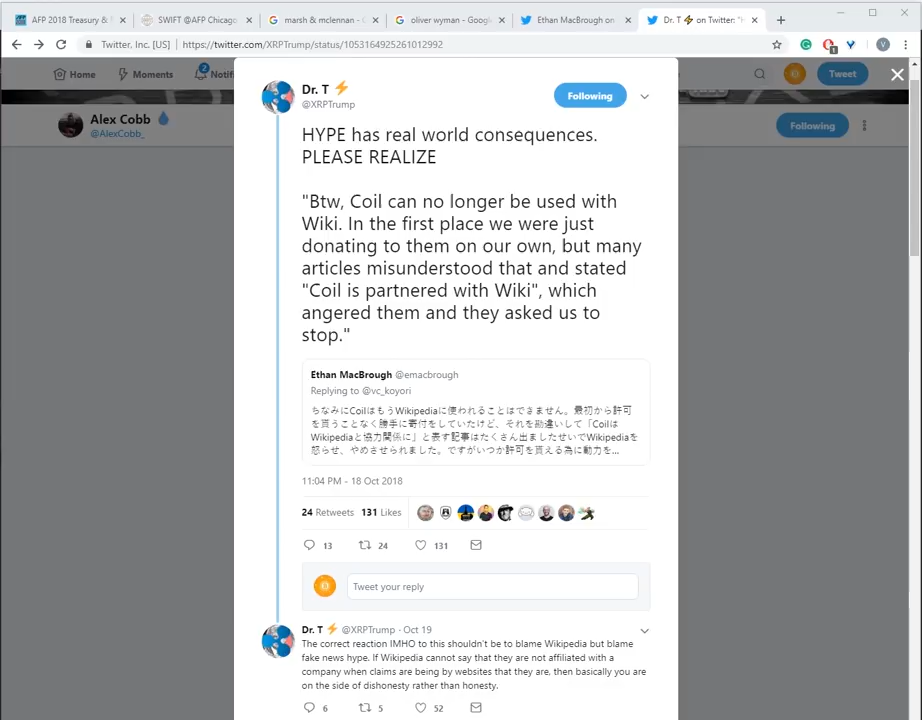 AFP 2018 Treasury &
SWIFT @AFP Chicago
marsh & mclennan -
oliver wyman - Google
Ethan MacBrough on
Dr. T ⚡ on Twitter: "H
Twitter, Inc. [US] | https://twitter.com/XRPTrump/status/1053164925261012992
Home
Moments
Notifi
Tweet
Alex Cobb
@AlexCobb_
Following
Dr. T ⚡
@XRPTrump
Following
HYPE has real world consequences.
PLEASE REALIZE
"Btw, Coil can no longer be used with
Wiki. In the first place we were just
donating to them on our own, but many
articles misunderstood that and stated
"Coil is partnered with Wiki", which
angered them and they asked us to
stop."
Ethan MacBrough @emacbrough
Replying to @vc_koyori
ちなみにCoilはもうWikipediaに使われることはできません。最初から許可
を貰うことなく勝手に寄付をしていたけど、それを勘違いして「Coilは
Wikipediaと協力関係に」と表す記事はたくさん出ましたせいでWikipediaを
怒らせ、やめさせられました。ですがいつか許可を貰える為に動力を...
11:04 PM - 18 Oct 2018
24 Retweets 131 Likes
13 24 131
Tweet your reply
Dr. T ⚡ @XRPTrump · Oct 19
The correct reaction IMHO to this shouldn't be to blame Wikipedia but blame
fake news hype. If Wikipedia cannot say that they are not affiliated with a
company when claims are being by websites that they are, then basically you are
on the side of dishonesty rather than honesty.
6 5 52